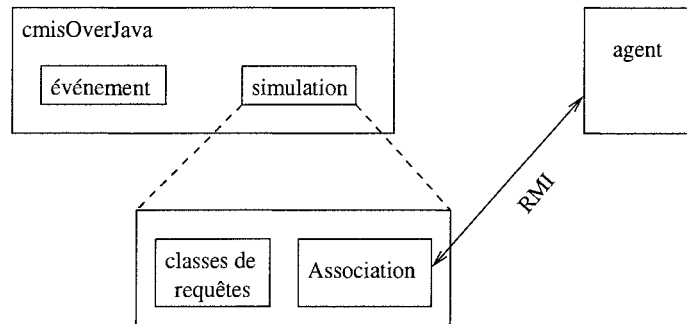 cmisOverJava
agent
événement
simulation
RMI
classes de
requêtes
Association